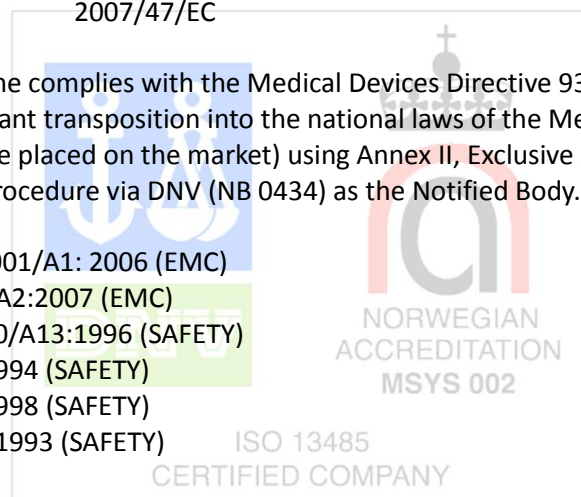 2007/47/EC
ne complies with the Medical Devices Directive 93
ant transposition into the national laws of the Me
e placed on the market) using Annex II, Exclusive
rocedure via DNV (NB 0434) as the Notified Body.
001/A1: 2006 (EMC)
A2:2007 (EMC)
0/A13:1996 (SAFETY)
994 (SAFETY)
998 (SAFETY)
1993 (SAFETY)
DNV
NORWEGIAN
ACCREDITATION
MSYS 002
ISO 13485
CERTIFIED COMPANY